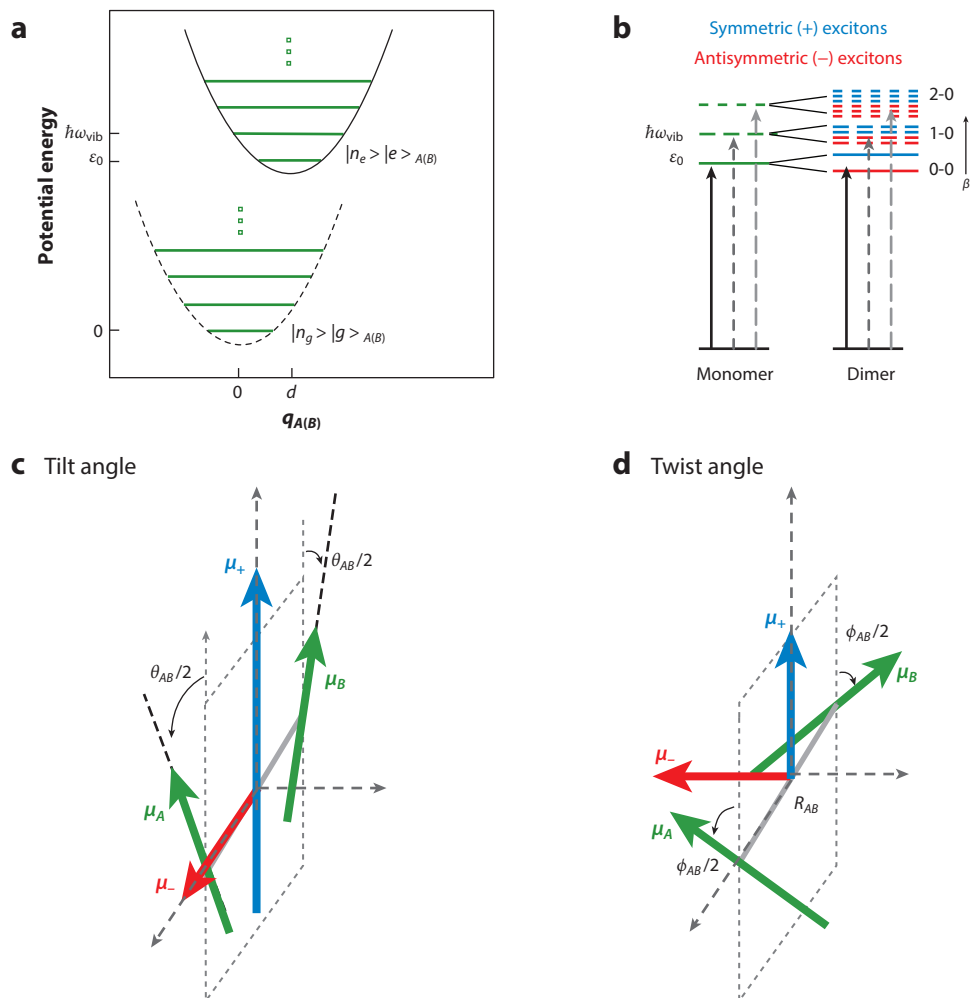 a
Potential energy
ħω_vib
ε_0
0
|n_e > |e >_A(B)
|n_g > |g >_A(B)
0
d
q_A(B)
b
Symmetric (+) excitons
Antisymmetric (−) excitons
ħω_vib
ε_0
2-0
1-0
0-0
β
Monomer
Dimer
c Tilt angle
θ_AB/2
μ_+
θ_AB/2
μ_B
μ_A
μ_−
d Twist angle
μ_+
ϕ_AB/2
μ_B
μ_−
R_AB
μ_A
ϕ_AB/2